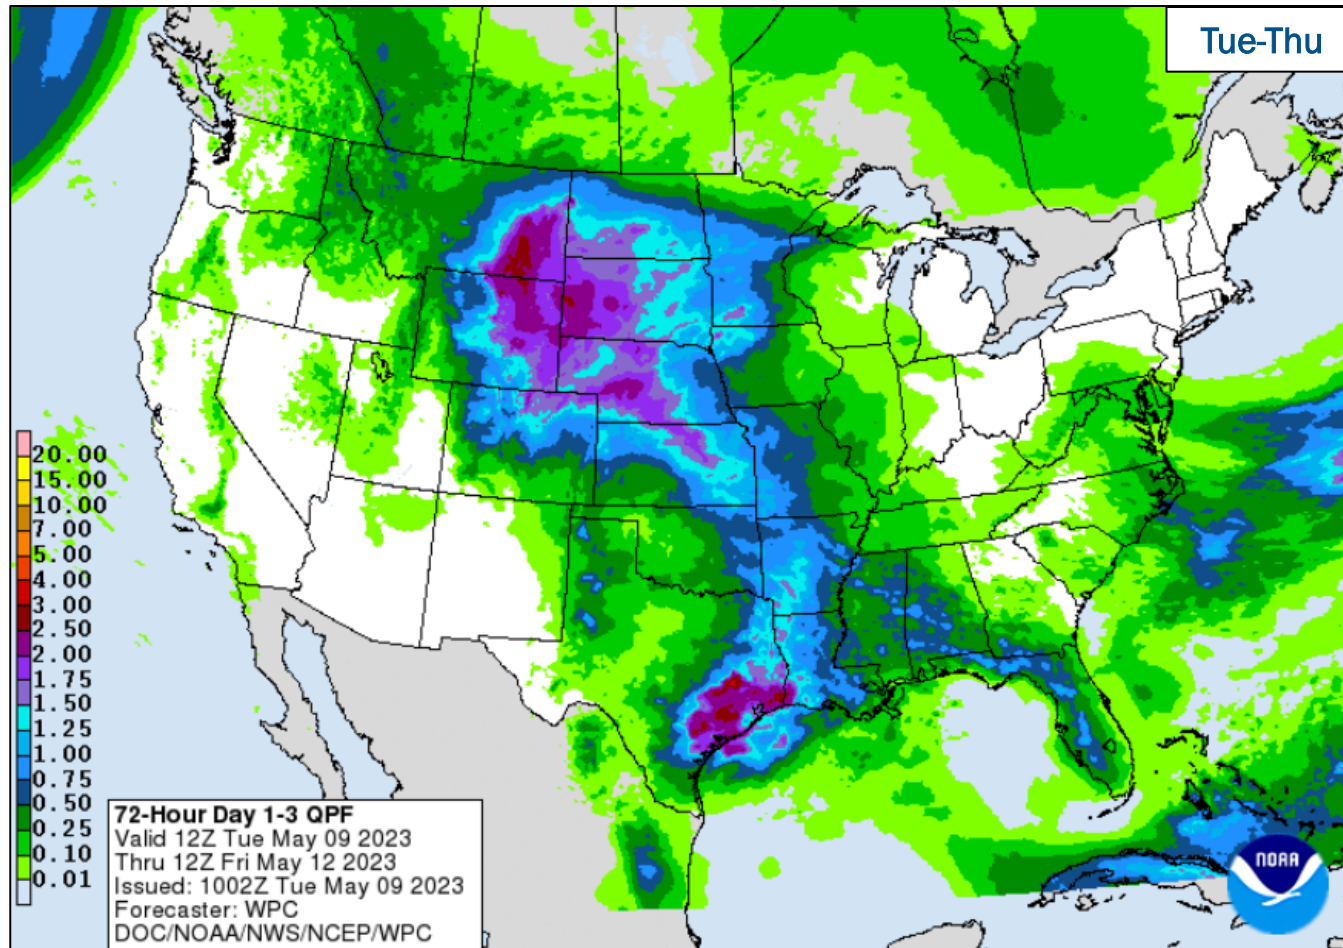 Tue-Thu
20.00
15.00
10.00
7.00
5.00
4.00
3.00
2.50
2.00
1.75
1.50
1.25
1.00
0.75
0.50
0.25
0.10
0.01
72-Hour Day 1-3 QPF
Valid 12Z Tue May 09 2023
Thru 12Z Fri May 12 2023
Issued: 1002Z Tue May 09 2023
Forecaster: WPC
DOC/NOAA/NWS/NCEP/WPC
NOAA